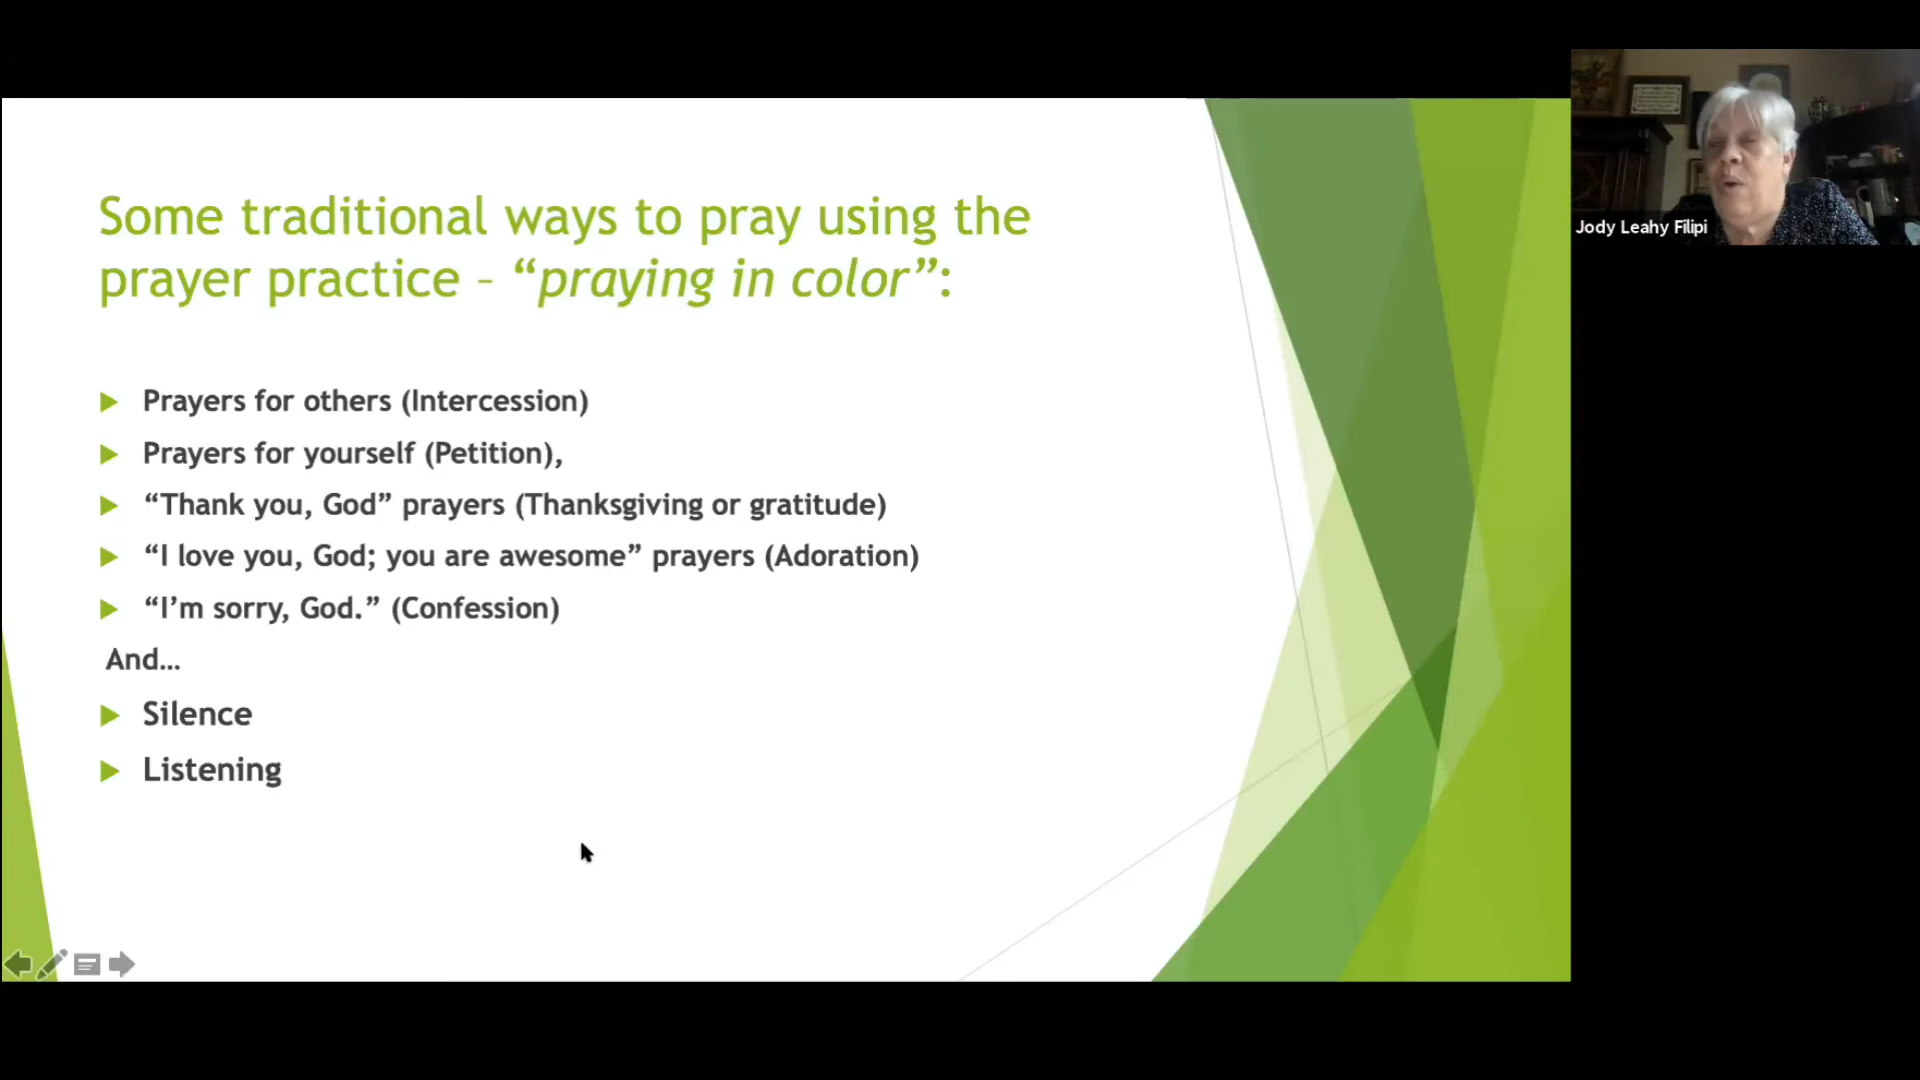 Some traditional ways to pray using the
prayer practice – “praying in color”:
Prayers for others (Intercession)
Prayers for yourself (Petition),
“Thank you, God” prayers (Thanksgiving or gratitude)
“I love you, God; you are awesome” prayers (Adoration)
“I’m sorry, God.” (Confession)
And…
Silence
Listening
Jody Leahy Filipi